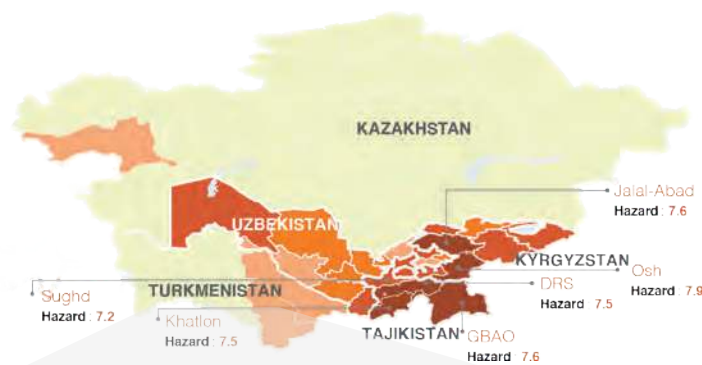 KAZAKHSTAN
Jalal-Abad
Hazard : 7.6
UZBEKISTAN
KYRGYZSTAN
Osh
Hazard : 7.9
DRS
Hazard : 7.5
Sughd
Hazard : 7.2
TURKMENISTAN
Khatlon
Hazard : 7.5
TAJIKISTAN
GBAO
Hazard : 7.6